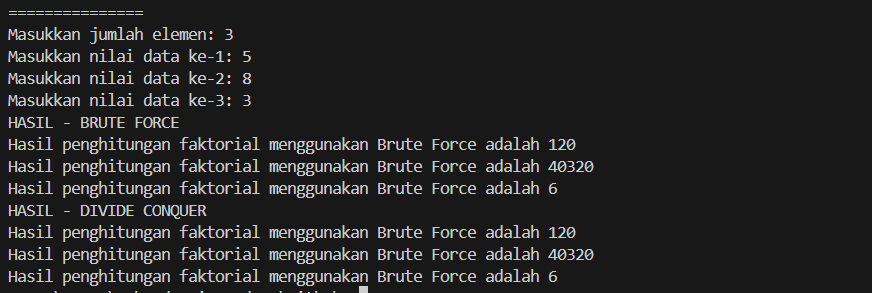 ===============
Masukkan jumlah elemen: 3
Masukkan nilai data ke-1: 5
Masukkan nilai data ke-2: 8
Masukkan nilai data ke-3: 3
HASIL - BRUTE FORCE
Hasil penghitungan faktorial menggunakan Brute Force adalah 120
Hasil penghitungan faktorial menggunakan Brute Force adalah 40320
Hasil penghitungan faktorial menggunakan Brute Force adalah 6
HASIL - DIVIDE CONQUER
Hasil penghitungan faktorial menggunakan Brute Force adalah 120
Hasil penghitungan faktorial menggunakan Brute Force adalah 40320
Hasil penghitungan faktorial menggunakan Brute Force adalah 6